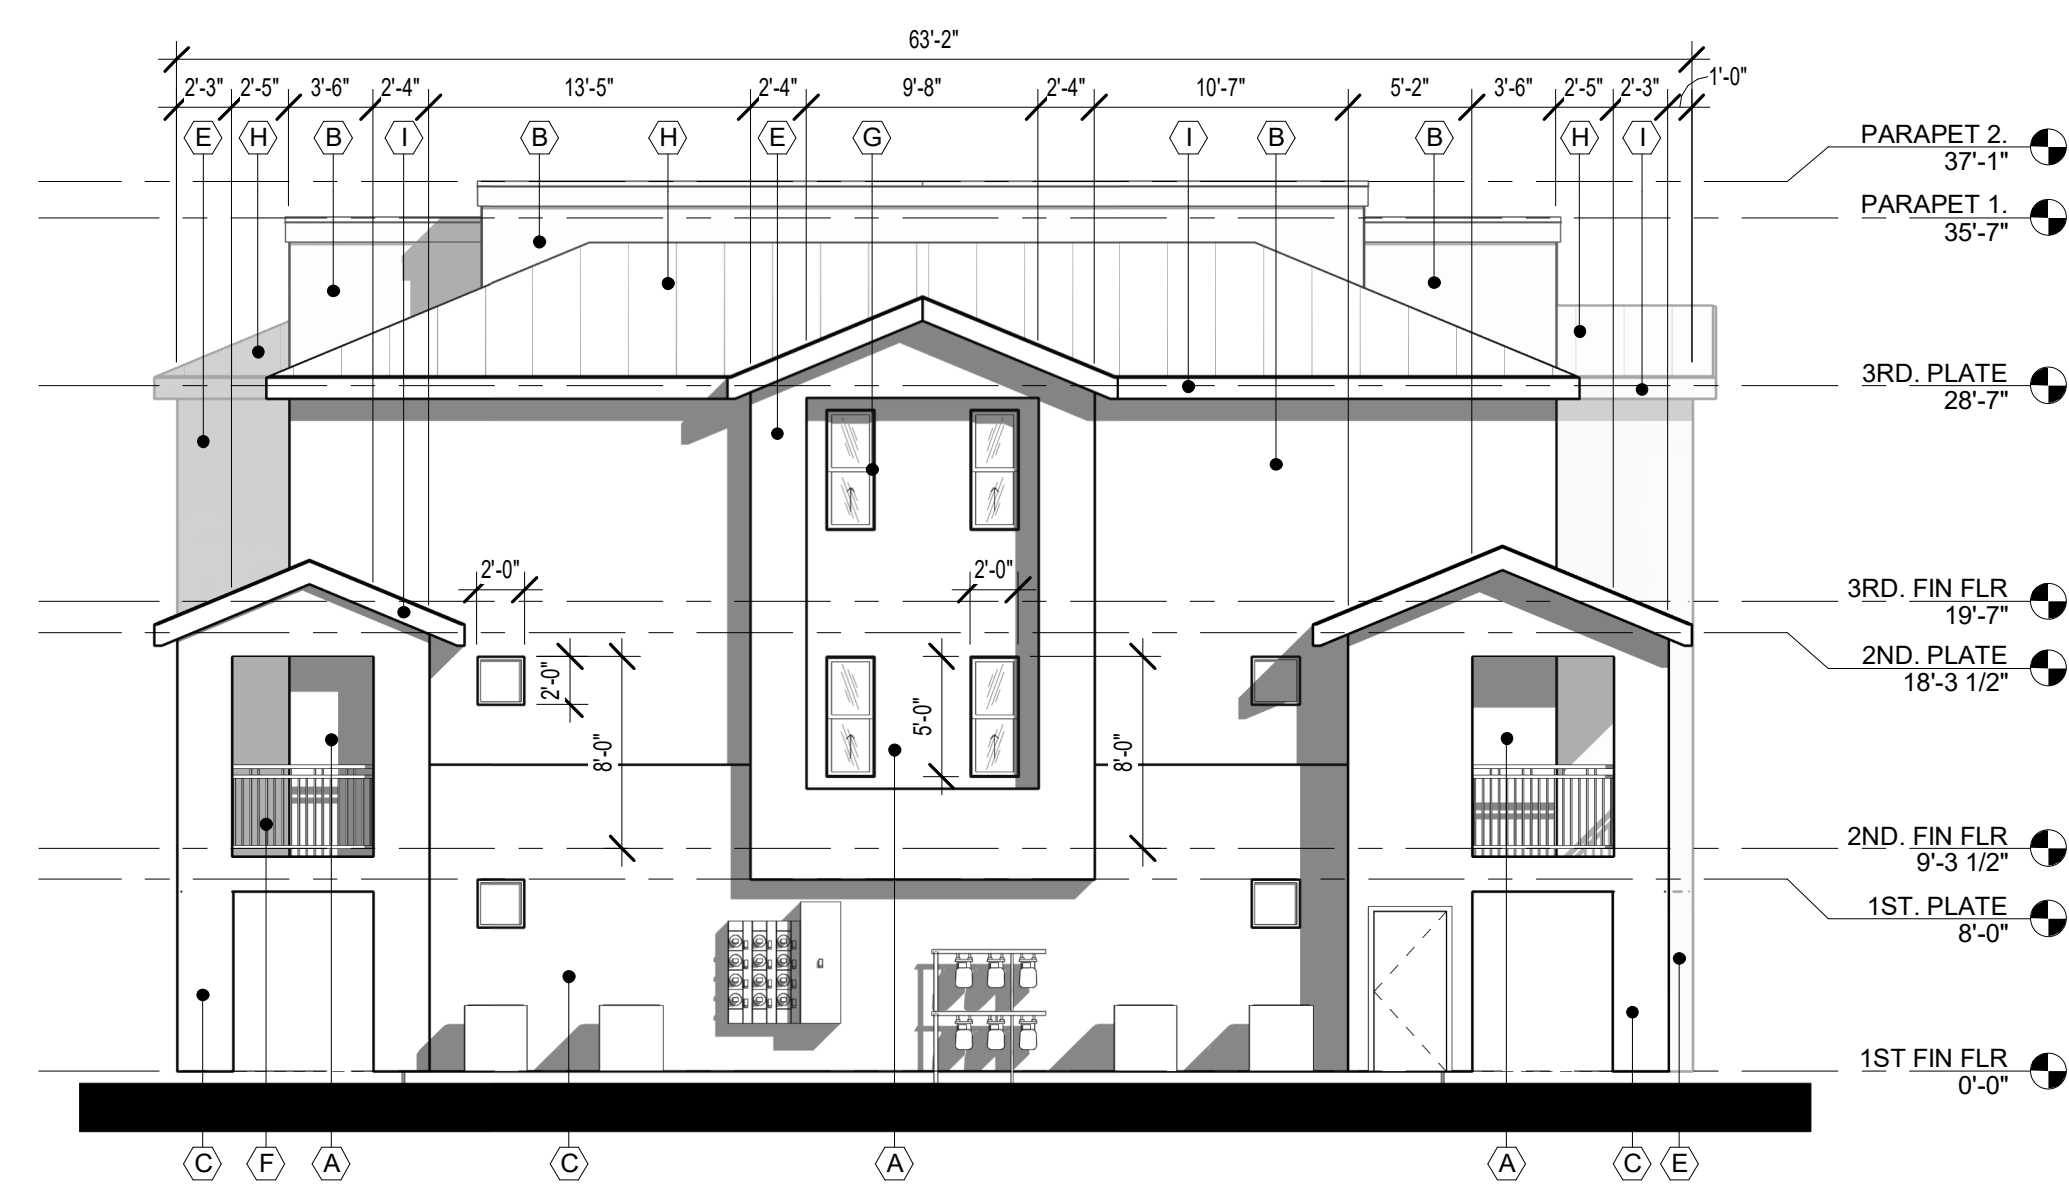 63'-2"
2'-3" 2'-5" 3'-6" 2'-4" 13'-5" 2'-4" 9'-8" 2'-4" 10'-7" 5'-2" 3'-6" 2'-5" 2'-3" 1'-0"
E H B I B H E G I B B H I
PARAPET 2.
37'-1"
PARAPET 1.
35'-7"
3RD. PLATE
28'-7"
3RD. FIN FLR
19'-7"
2ND. PLATE
18'-3 1/2"
2ND. FIN FLR
9'-3 1/2"
1ST. PLATE
8'-0"
1ST FIN FLR
0'-0"
2'-0" 2'-0"
2'-0"
8'-0" 5'-0" 8'-0"
C F A C A A C E